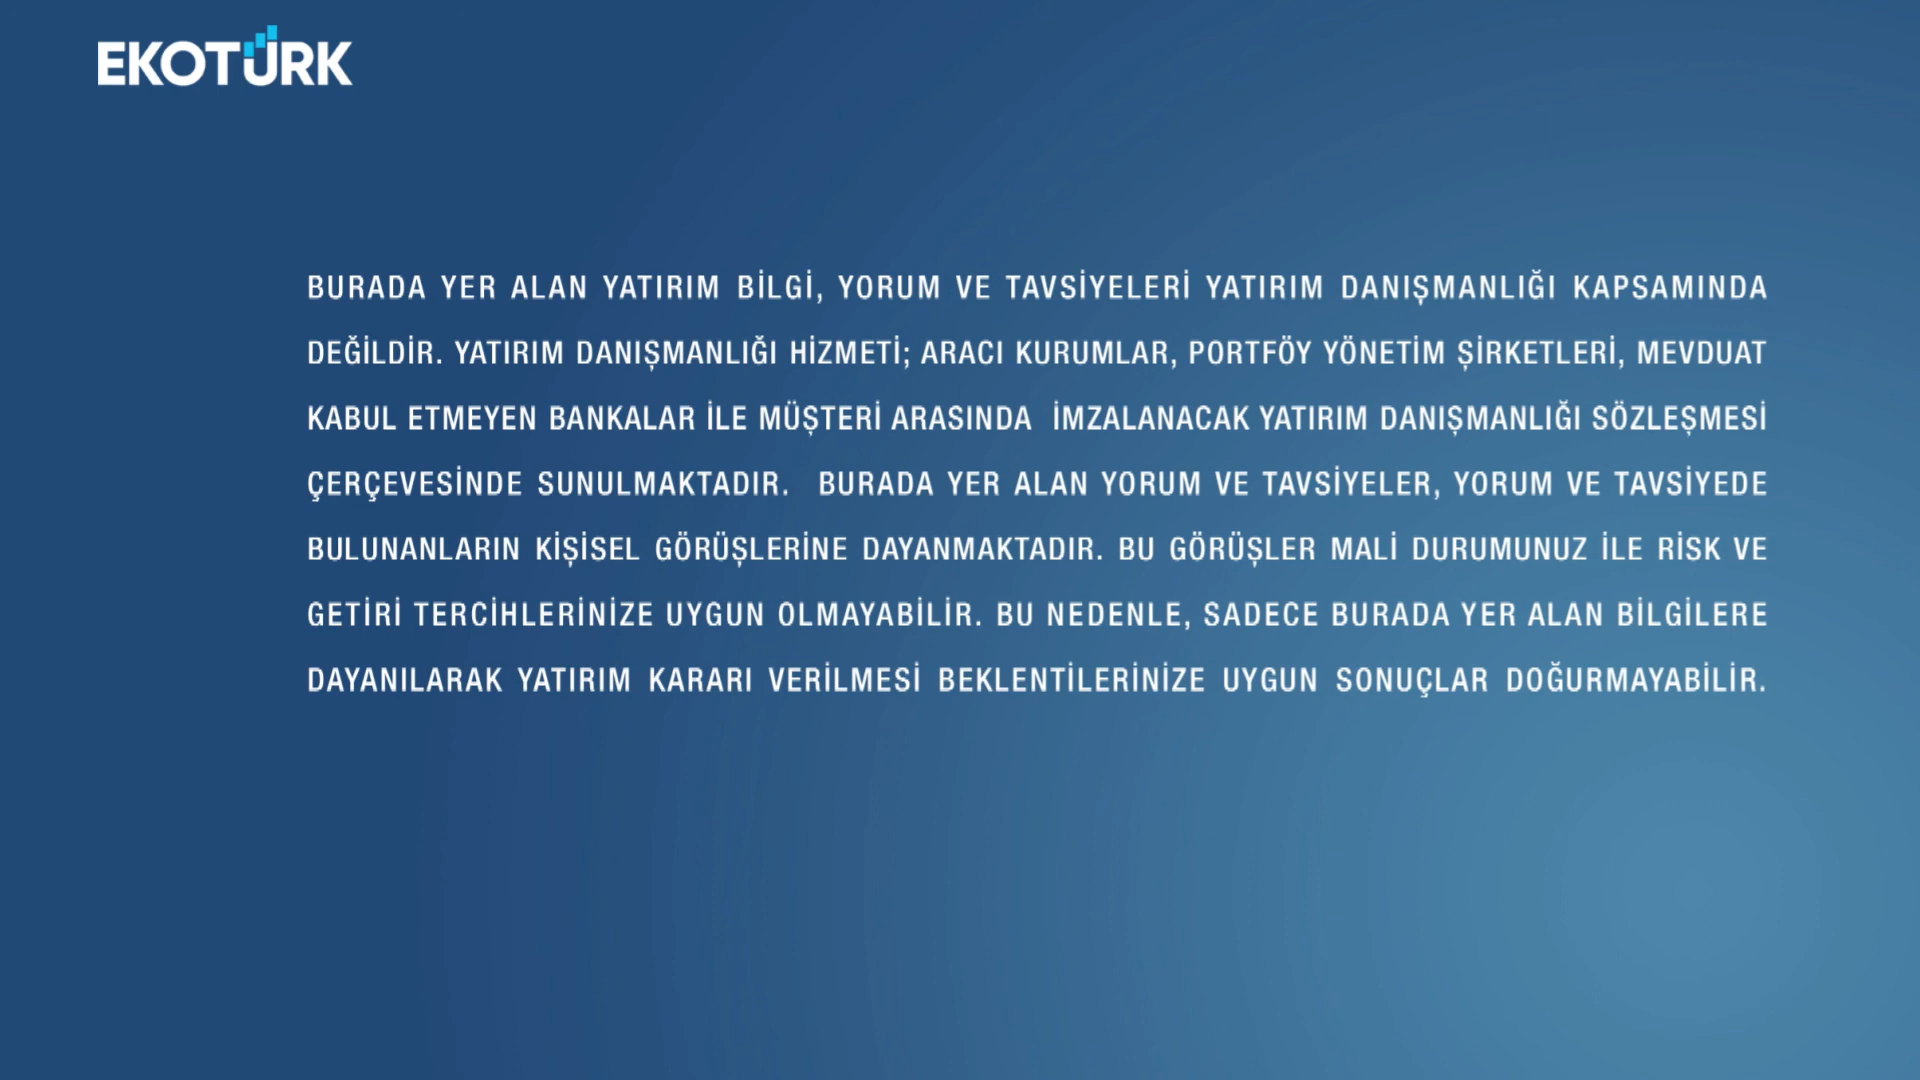 EKOTÜRK
BURADA YER ALAN YATIRIM BİLGİ, YORUM VE TAVSİYELERİ YATIRIM DANIŞMANLIĞI KAPSAMINDA
DEĞİLDİR. YATIRIM DANIŞMANLIĞI HİZMETİ; ARACI KURUMLAR, PORTFÖY YÖNETİM ŞİRKETLERİ, MEVDUAT
KABUL ETMEYEN BANKALAR İLE MÜŞTERİ ARASINDA İMZALANACAK YATIRIM DANIŞMANLIĞI SÖZLEŞMESİ
ÇERÇEVESİNDE SUNULMAKTADIR. BURADA YER ALAN YORUM VE TAVSİYELER, YORUM VE TAVSİYEDE
BULUNANLARIN KİŞİSEL GÖRÜŞLERİNE DAYANMAKTADIR. BU GÖRÜŞLER MALİ DURUMUNUZ İLE RİSK VE
GETİRİ TERCİHLERİNİZE UYGUN OLMAYABİLİR. BU NEDENLE, SADECE BURADA YER ALAN BİLGİLERE
DAYANILARAK YATIRIM KARARI VERİLMESİ BEKLENTİLERİNİZE UYGUN SONUÇLAR DOĞURMAYABİLİR.